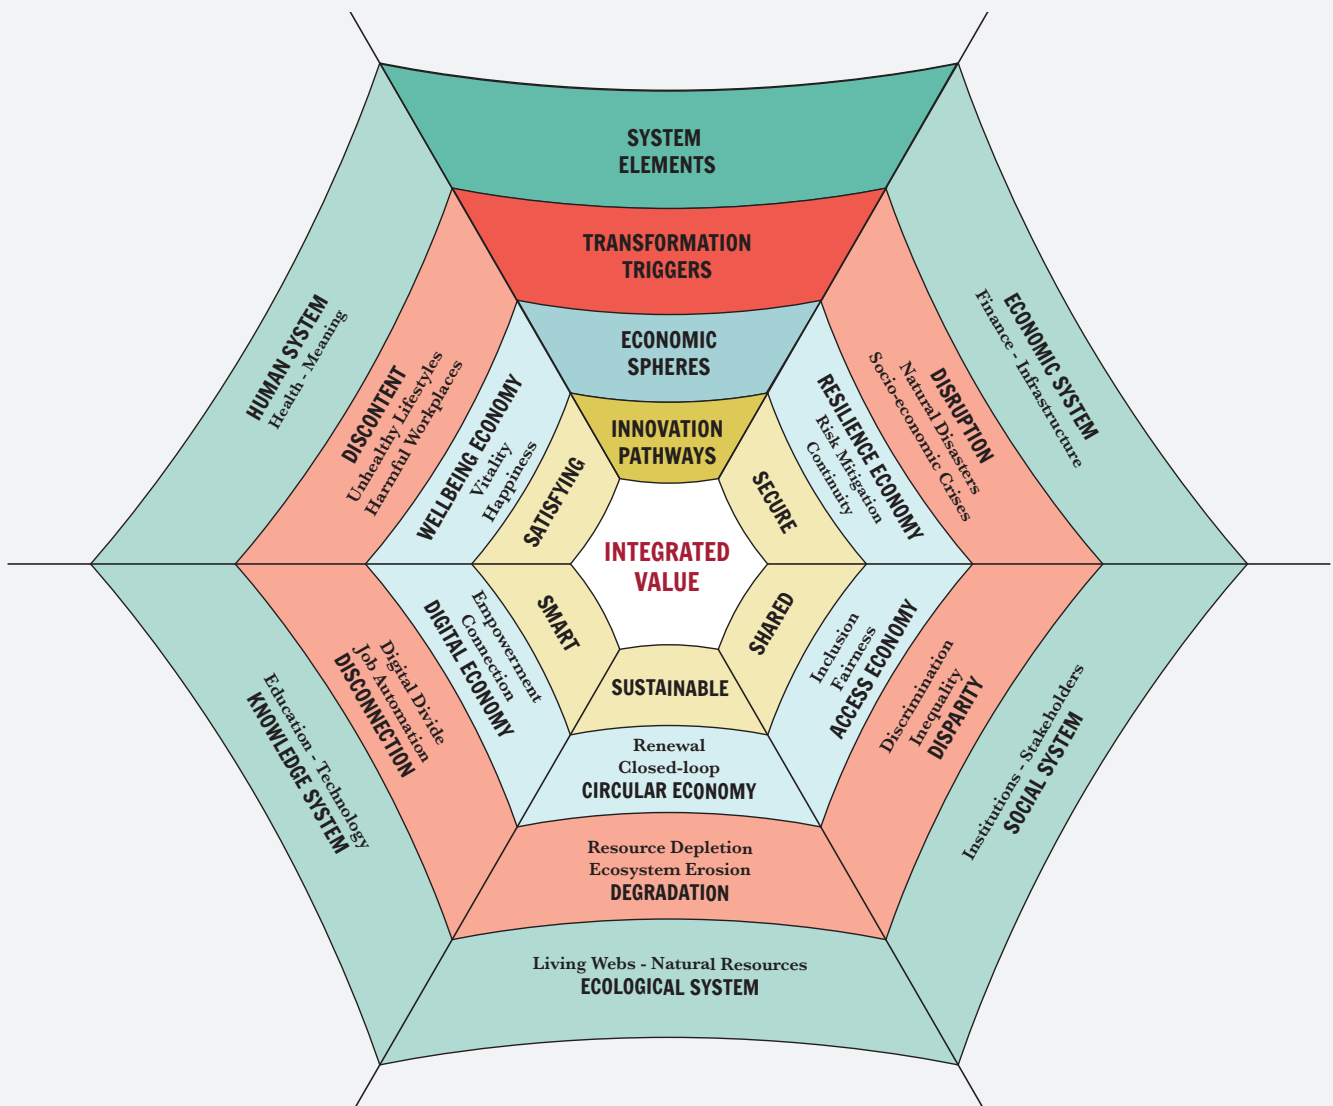 SYSTEM
ELEMENTS
TRANSFORMATION
TRIGGERS
ECONOMIC
SPHERES
INNOVATION
PATHWAYS
INTEGRATED
VALUE
ECONOMIC SYSTEM
Finance - Infrastructure
DISRUPTION
Natural Disasters
Socio-economic Crises
RESILIENCE ECONOMY
Risk Mitigation
Continuity
SECURE
SHARED
Inclusion
Fairness
ACCESS ECONOMY
Discrimination
Inequality
DISPARITY
Institutions - Stakeholders
SOCIAL SYSTEM
SUSTAINABLE
Renewal
Closed-loop
CIRCULAR ECONOMY
Resource Depletion
Ecosystem Erosion
DEGRADATION
Living Webs - Natural Resources
ECOLOGICAL SYSTEM
SMART
Empowerment
Connection
DIGITAL ECONOMY
Digital Divide
Job Automation
DISCONNECTION
Education - Technology
KNOWLEDGE SYSTEM
HUMAN SYSTEM
Health - Meaning
DISCONTENT
Unhealthy Lifestyles
Harmful Workplaces
WELLBEING ECONOMY
Vitality
Happiness
SATISFYING